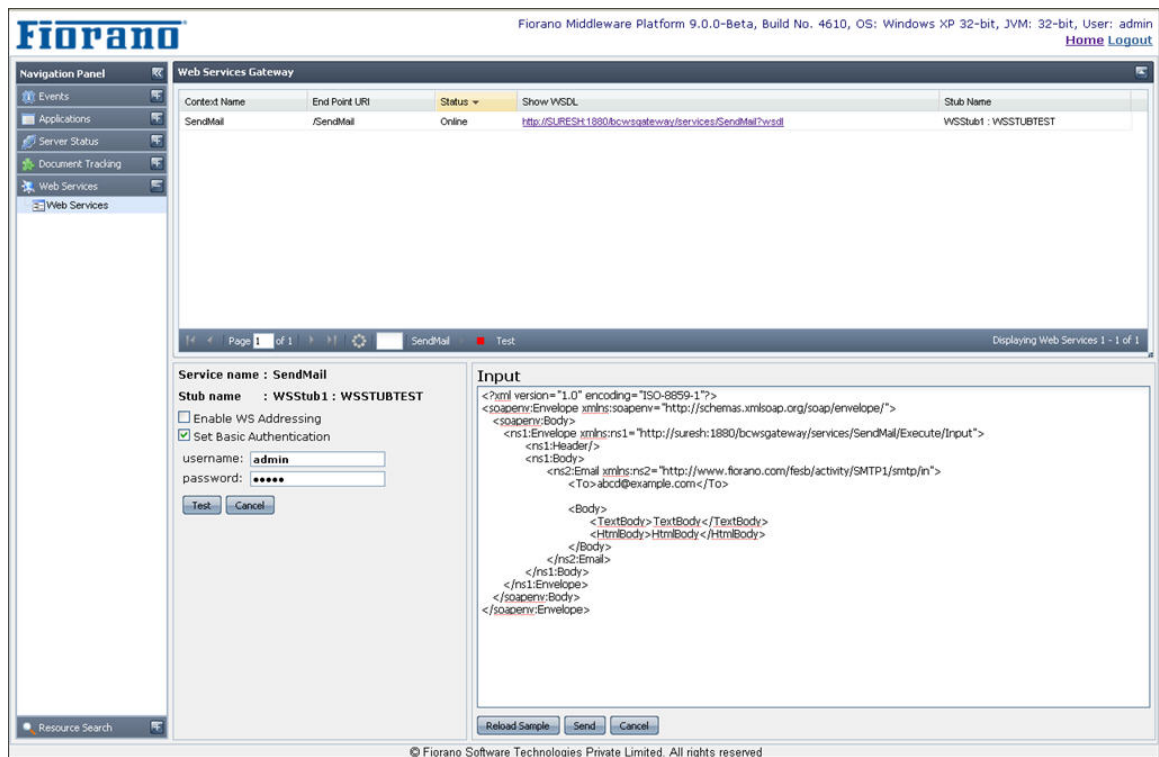 Fiorano
Fiorano Middleware Platform 9.0.0-Beta, Build No. 4610, OS: Windows XP 32-bit, JVM: 32-bit, User: admin
Home Logout
Navigation Panel
Events
Applications
Server Status
Document Tracking
Web Services
Web Services
Resource Search
Web Services Gateway
Context Name End Point URI Status Show WSDL Stub Name
SendMail /SendMail Online http://SURESH:1880/bcwsgateway/services/SendMail?wsdl WSStub1 : WSSTUBTEST
Page 1 of 1 SendMail Test Displaying Web Services 1 - 1 of 1
Service name : SendMail
Stub name : WSStub1 : WSSTUBTEST
Enable WS Addressing
Set Basic Authentication
username: admin
password: •••••
Test Cancel
Input
<?xml version="1.0" encoding="ISO-8859-1"?>
<soapenv:Envelope xmlns:soapenv="http://schemas.xmlsoap.org/soap/envelope/">
<soapenv:Body>
<ns1:Envelope xmlns:ns1="http://suresh:1880/bcwsgateway/services/SendMail/Execute/Input">
<ns1:Header/>
<ns1:Body>
<ns2:Email xmlns:ns2="http://www.fiorano.com/fesb/activity/SMTP1/smtp/in">
<To>abcd@example.com</To>
<Body>
<TextBody>TextBody</TextBody>
<HtmlBody>HtmlBody</HtmlBody>
</Body>
</ns2:Email>
</ns1:Body>
</ns1:Envelope>
</soapenv:Body>
</soapenv:Envelope>
Reload Sample Send Cancel
© Fiorano Software Technologies Private Limited. All rights reserved